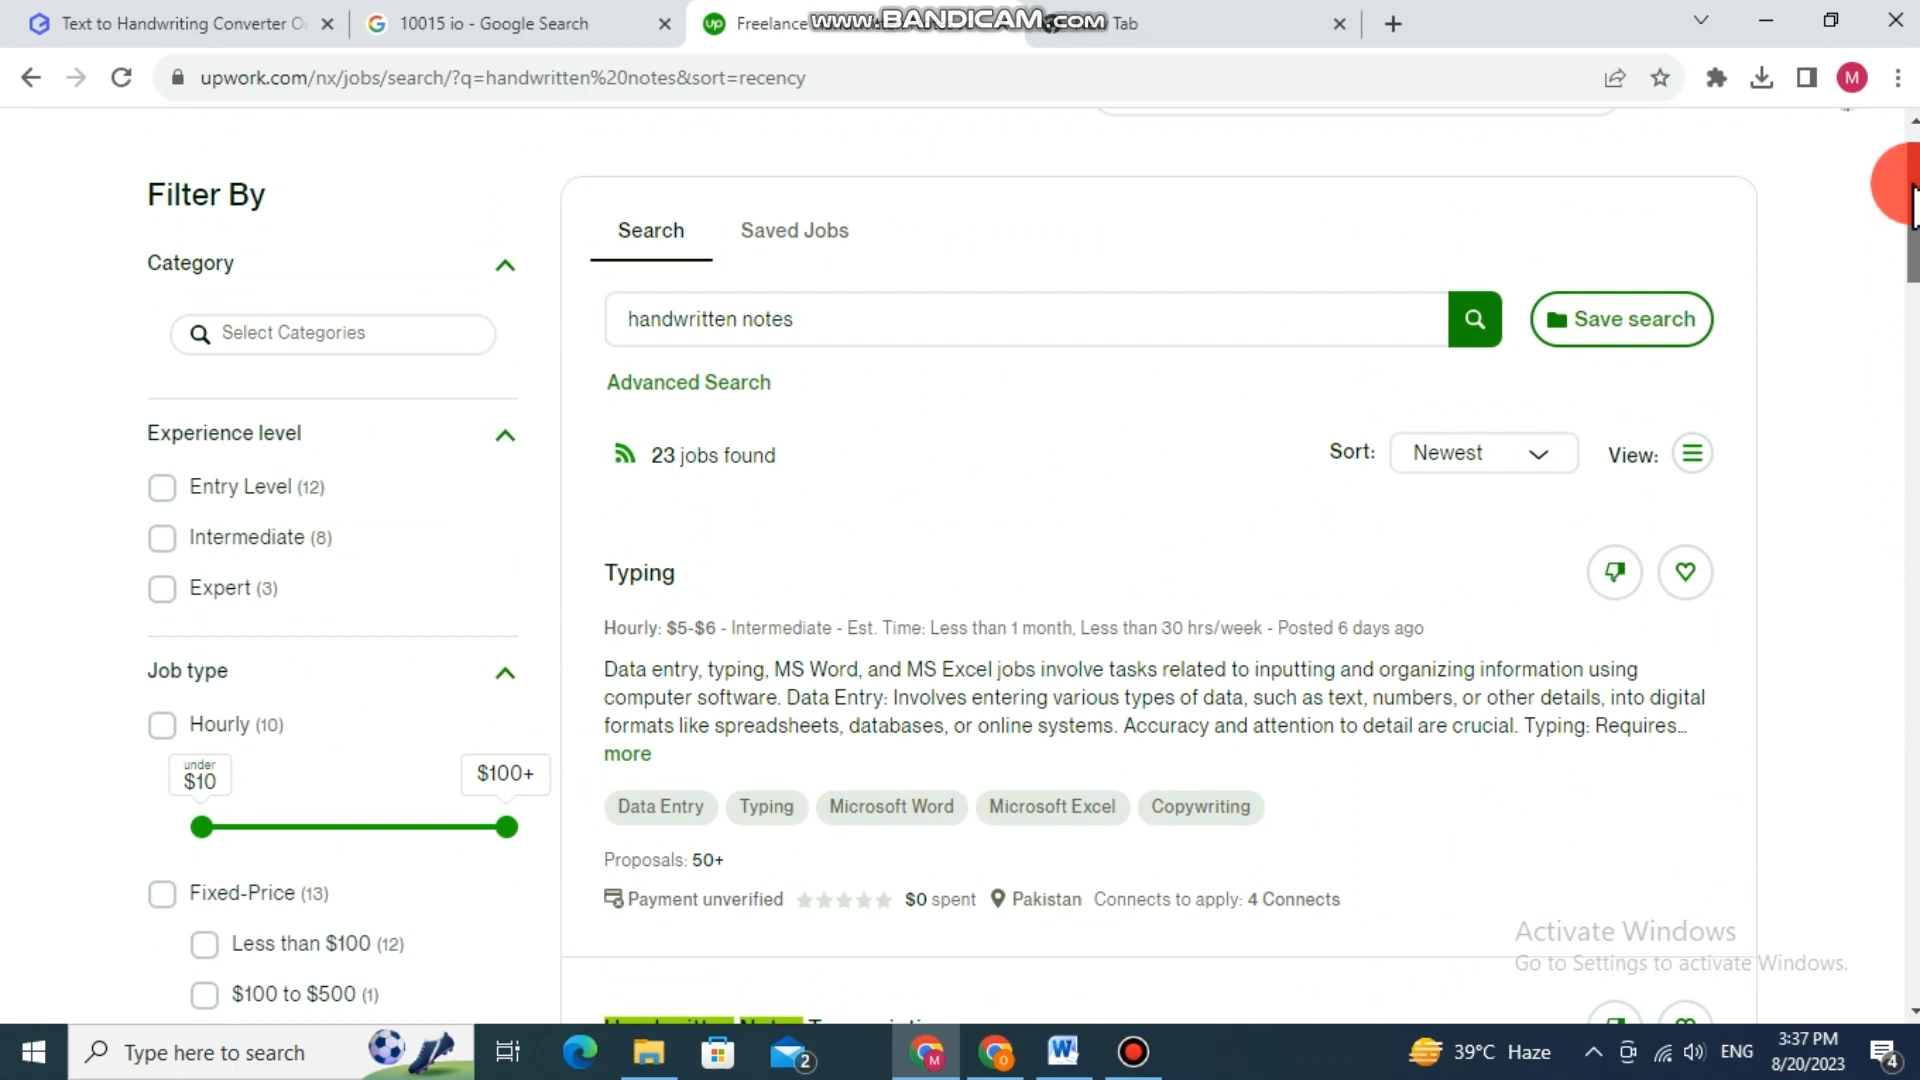 Text to Handwriting Converter O
10015 io - Google Search
Freelance
www.BANDICAM.com
Tab
upwork.com/nx/jobs/search/?q=handwritten%20notes&sort=recency
M
Filter By
Category
Select Categories
Experience level
Entry Level (12)
Intermediate (8)
Expert (3)
Job type
Hourly (10)
under
$10
$100+
Fixed-Price (13)
Less than $100 (12)
$100 to $500 (1)
Search
Saved Jobs
handwritten notes
Save search
Advanced Search
23 jobs found
Sort:
Newest
View:
Typing
Hourly: $5-$6 - Intermediate - Est. Time: Less than 1 month, Less than 30 hrs/week - Posted 6 days ago
Data entry, typing, MS Word, and MS Excel jobs involve tasks related to inputting and organizing information using
computer software. Data Entry: Involves entering various types of data, such as text, numbers, or other details, into digital
formats like spreadsheets, databases, or online systems. Accuracy and attention to detail are crucial. Typing: Requires…
more
Data Entry
Typing
Microsoft Word
Microsoft Excel
Copywriting
Proposals: 50+
Payment unverified
$0 spent
Pakistan
Connects to apply: 4 Connects
Activate Windows
Go to Settings to activate Windows.
Type here to search
2
39°C Haze
ENG
3:37 PM
8/20/2023
4